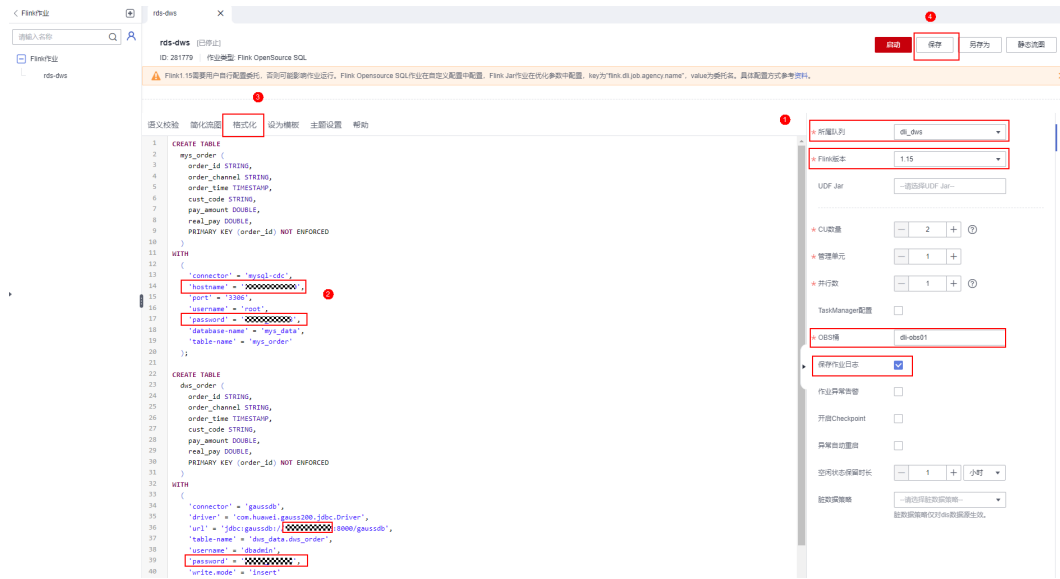 < Flink作业
rds-dws ×
请输入名称
Flink作业
rds-dws
rds-dws [已停止]
ID: 281779 作业类型: Flink OpenSource SQL
4
启动 保存 另存为 静态流图
Flink1.15需要用户自行配置委托，否则可能影响作业运行。Flink Opensource SQL作业在自定义配置中配置，Flink Jar作业在优化参数中配置，key为"flink.dli.job.agency.name"，value为委托名。具体配置方式参考资料。
3
语义校验 简化流图 格式化 设为模板 主题设置 帮助
1 CREATE TABLE
2 mys_order (
3 order_id STRING,
4 order_channel STRING,
5 order_time TIMESTAMP,
6 cust_code STRING,
7 pay_amount DOUBLE,
8 real_pay DOUBLE,
9 PRIMARY KEY (order_id) NOT ENFORCED
10 )
11 WITH
12 (
13 'connector' = 'mysql-cdc',
14 'hostname' = '',
15 'port' = '3306',
2
16 'username' = 'root',
17 'password' = '',
18 'database-name' = 'mys_data',
19 'table-name' = 'mys_order'
20 );
21
22 CREATE TABLE
23 dws_order (
24 order_id STRING,
25 order_channel STRING,
26 order_time TIMESTAMP,
27 cust_code STRING,
28 pay_amount DOUBLE,
29 real_pay DOUBLE,
30 PRIMARY KEY (order_id) NOT ENFORCED
31 )
32 WITH
33 (
34 'connector' = 'gaussdb',
35 'driver' = 'com.huawei.gauss200.jdbc.Driver',
36 'url' = 'jdbc:gaussdb:/ :8000/gaussdb',
37 'table-name' = 'dws_data.dws_order',
38 'username' = 'dbadmin',
39 'password' = '',
40 'write.mode' = 'insert'
1
* 所属队列 dli_dws
* Flink版本 1.15
UDF Jar --请选择UDF Jar--
* CU数量 — 2 + ?
* 管理单元 — 1 +
* 并行数 — 1 + ?
TaskManager配置
* OBS桶 dli-obs01
保存作业日志
作业异常告警
开启Checkpoint
异常自动重启
空闲状态保留时长 — 1 + 小时
脏数据策略 --请选择脏数据策略--
脏数据策略仅对dis数据源生效。